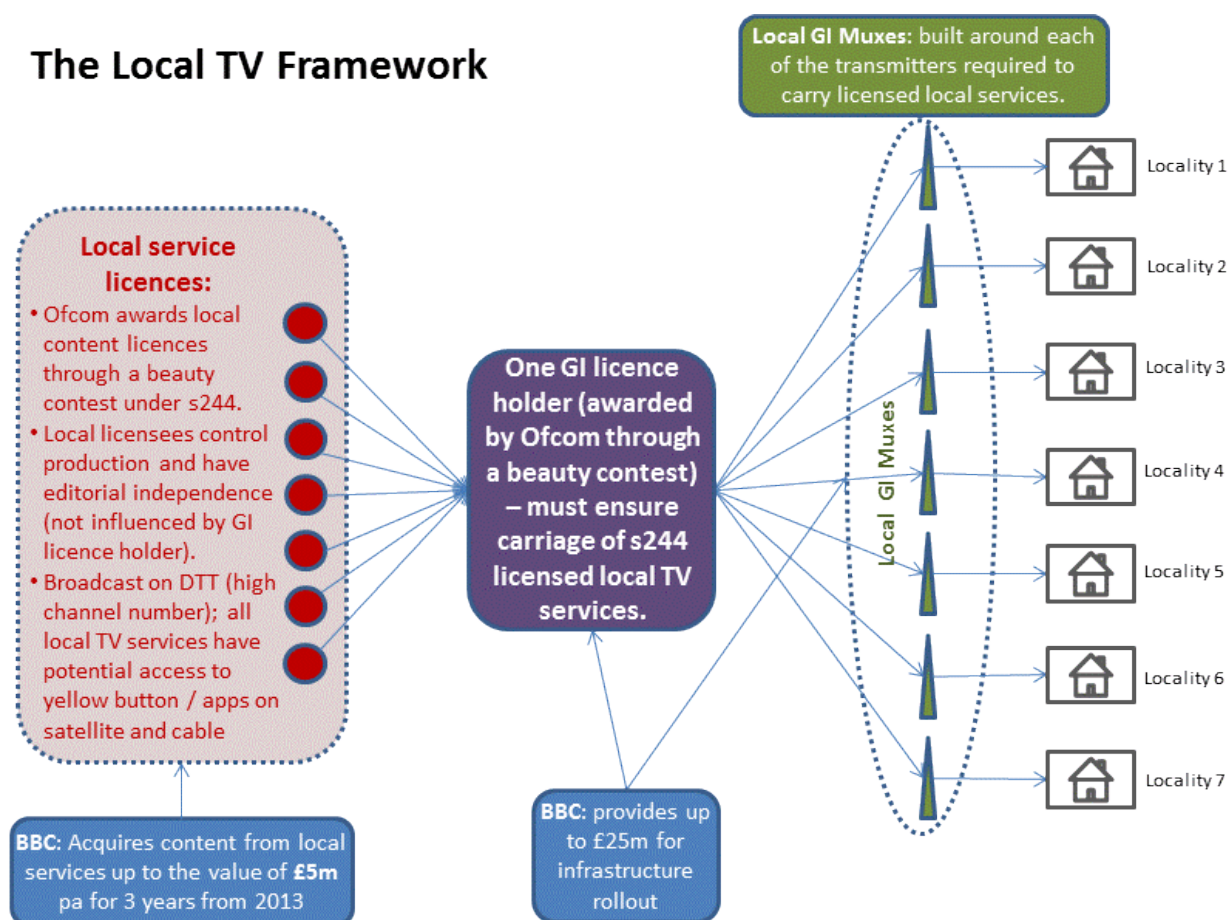 The Local TV Framework
Local GI Muxes: built around each
of the transmitters required to
carry licensed local services.
Local service
licences:
• Ofcom awards local
content licences
through a beauty
contest under s244.
• Local licensees control
production and have
editorial independence
(not influenced by GI
licence holder).
• Broadcast on DTT (high
channel number); all
local TV services have
potential access to
yellow button / apps on
satellite and cable
One GI licence
holder (awarded
by Ofcom through
a beauty contest)
– must ensure
carriage of s244
licensed local TV
services.
Local GI Muxes
Locality 1
Locality 2
Locality 3
Locality 4
Locality 5
Locality 6
Locality 7
BBC: Acquires content from local
services up to the value of £5m
pa for 3 years from 2013
BBC: provides up
to £25m for
infrastructure
rollout